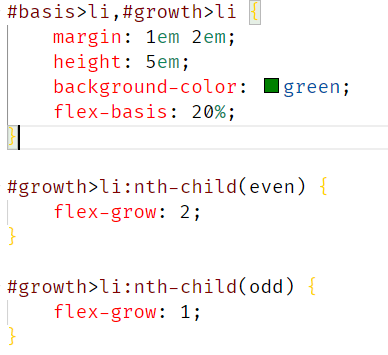 #basis>li,#growth>li {
    margin: 1em 2em;
    height: 5em;
    background-color: green;
    flex-basis: 20%;
}
#growth>li:nth-child(even) {
    flex-grow: 2;
}
#growth>li:nth-child(odd) {
    flex-grow: 1;
}